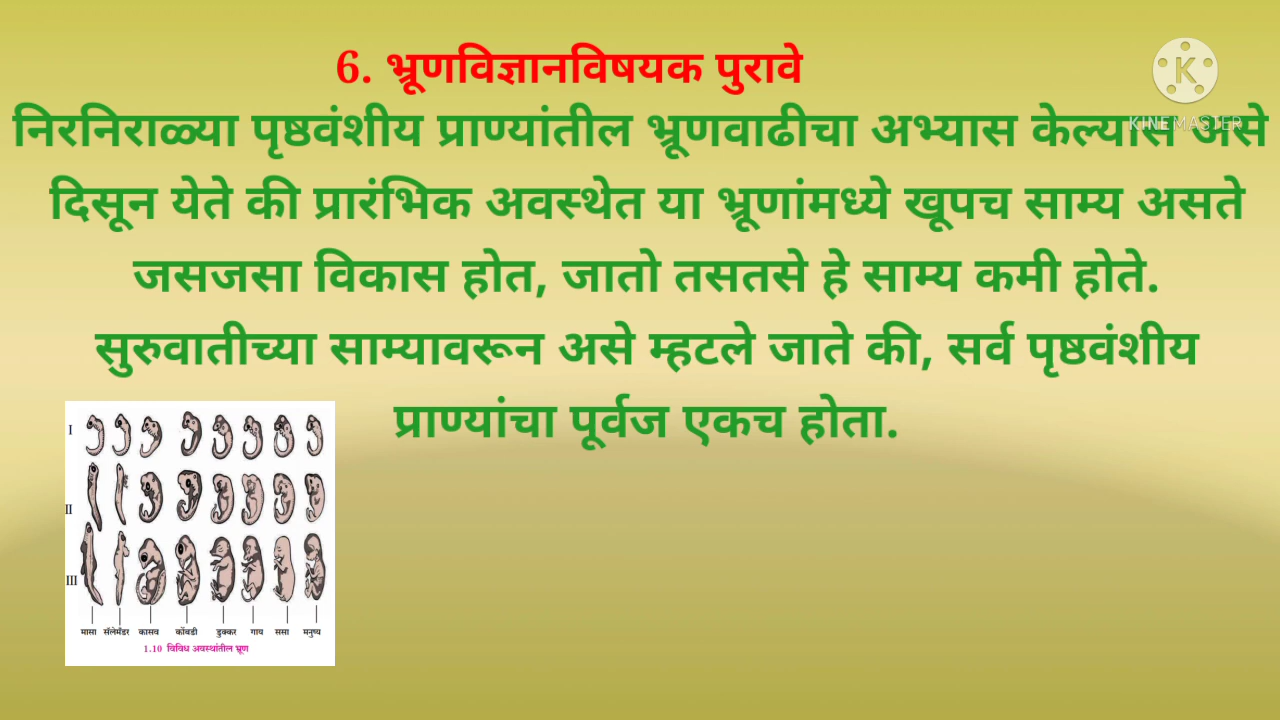 6. भ्रूणविज्ञानविषयक पुरावे
K
KINEMASTER
निरनिराळ्या पृष्ठवंशीय प्राण्यांतील भ्रूणवाढीचा अभ्यास केल्यास असे
दिसून येते की प्रारंभिक अवस्थेत या भ्रूणांमध्ये खूपच साम्य असते
जसजसा विकास होत, जातो तसतसे हे साम्य कमी होते.
सुरुवातीच्या साम्यावरून असे म्हटले जाते की, सर्व पृष्ठवंशीय
प्राण्यांचा पूर्वज एकच होता.
I
II
III
मासा सॅलेमँडर कासव कोंबडी डुक्कर गाय ससा मनुष्य
1.10 विविध अवस्थांतील भ्रूण